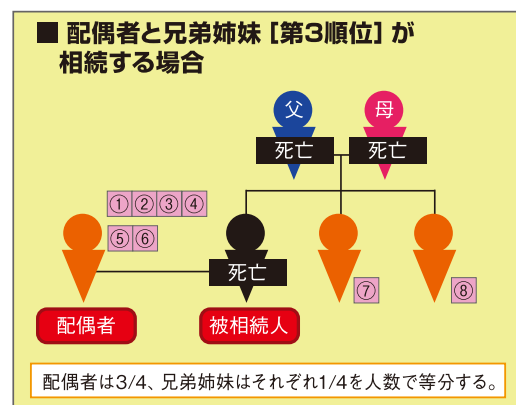 ■ 配偶者と兄弟姉妹［第3順位］が
相続する場合
父
母
死亡
死亡
①②③④
⑤⑥
死亡
⑦
⑧
配偶者
被相続人
配偶者は3/4、兄弟姉妹はそれぞれ1/4を人数で等分する。